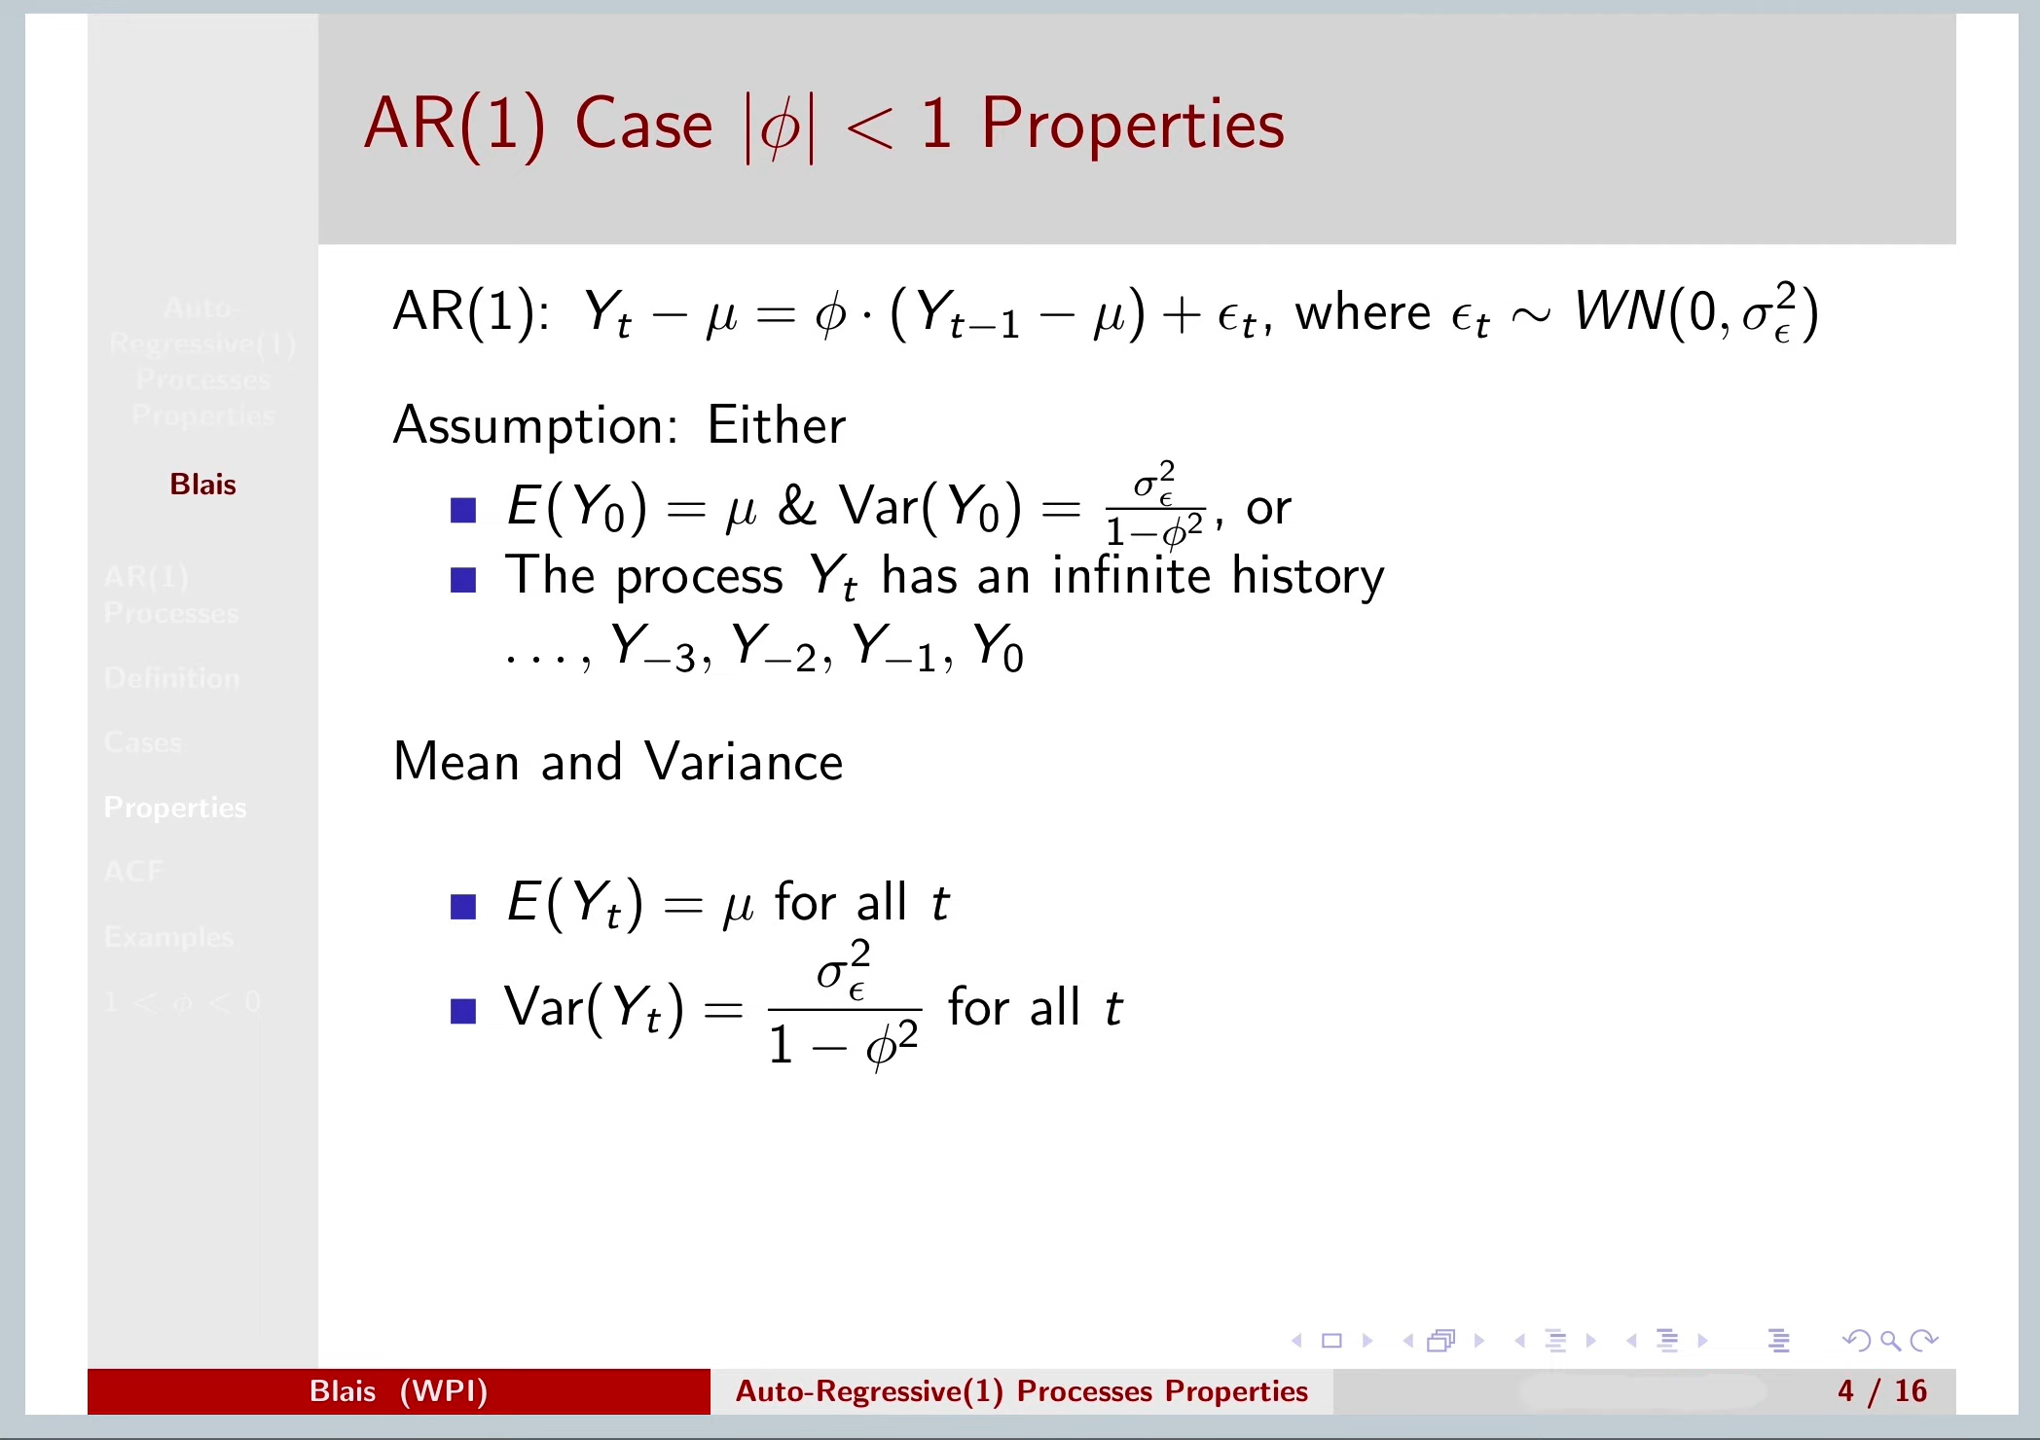 AR(1) Case |ϕ| < 1 Properties
Auto-
Regressive(1)
Processes
Properties
Blais
AR(1)
Processes
Definition
Cases
Properties
ACF
Examples
1 < ϕ < 0
AR(1): Y_t − μ = ϕ · (Y_{t−1} − μ) + ϵ_t, where ϵ_t ∼ WN(0, σ_ϵ^2)
Assumption: Either
■ E(Y_0) = μ & Var(Y_0) = σ_ϵ^2/(1−ϕ^2), or
■ The process Y_t has an infinite history
..., Y_{−3}, Y_{−2}, Y_{−1}, Y_0
Mean and Variance
■ E(Y_t) = μ for all t
■ Var(Y_t) = σ_ϵ^2/(1 − ϕ^2) for all t
Blais (WPI)
Auto-Regressive(1) Processes Properties
4 / 16